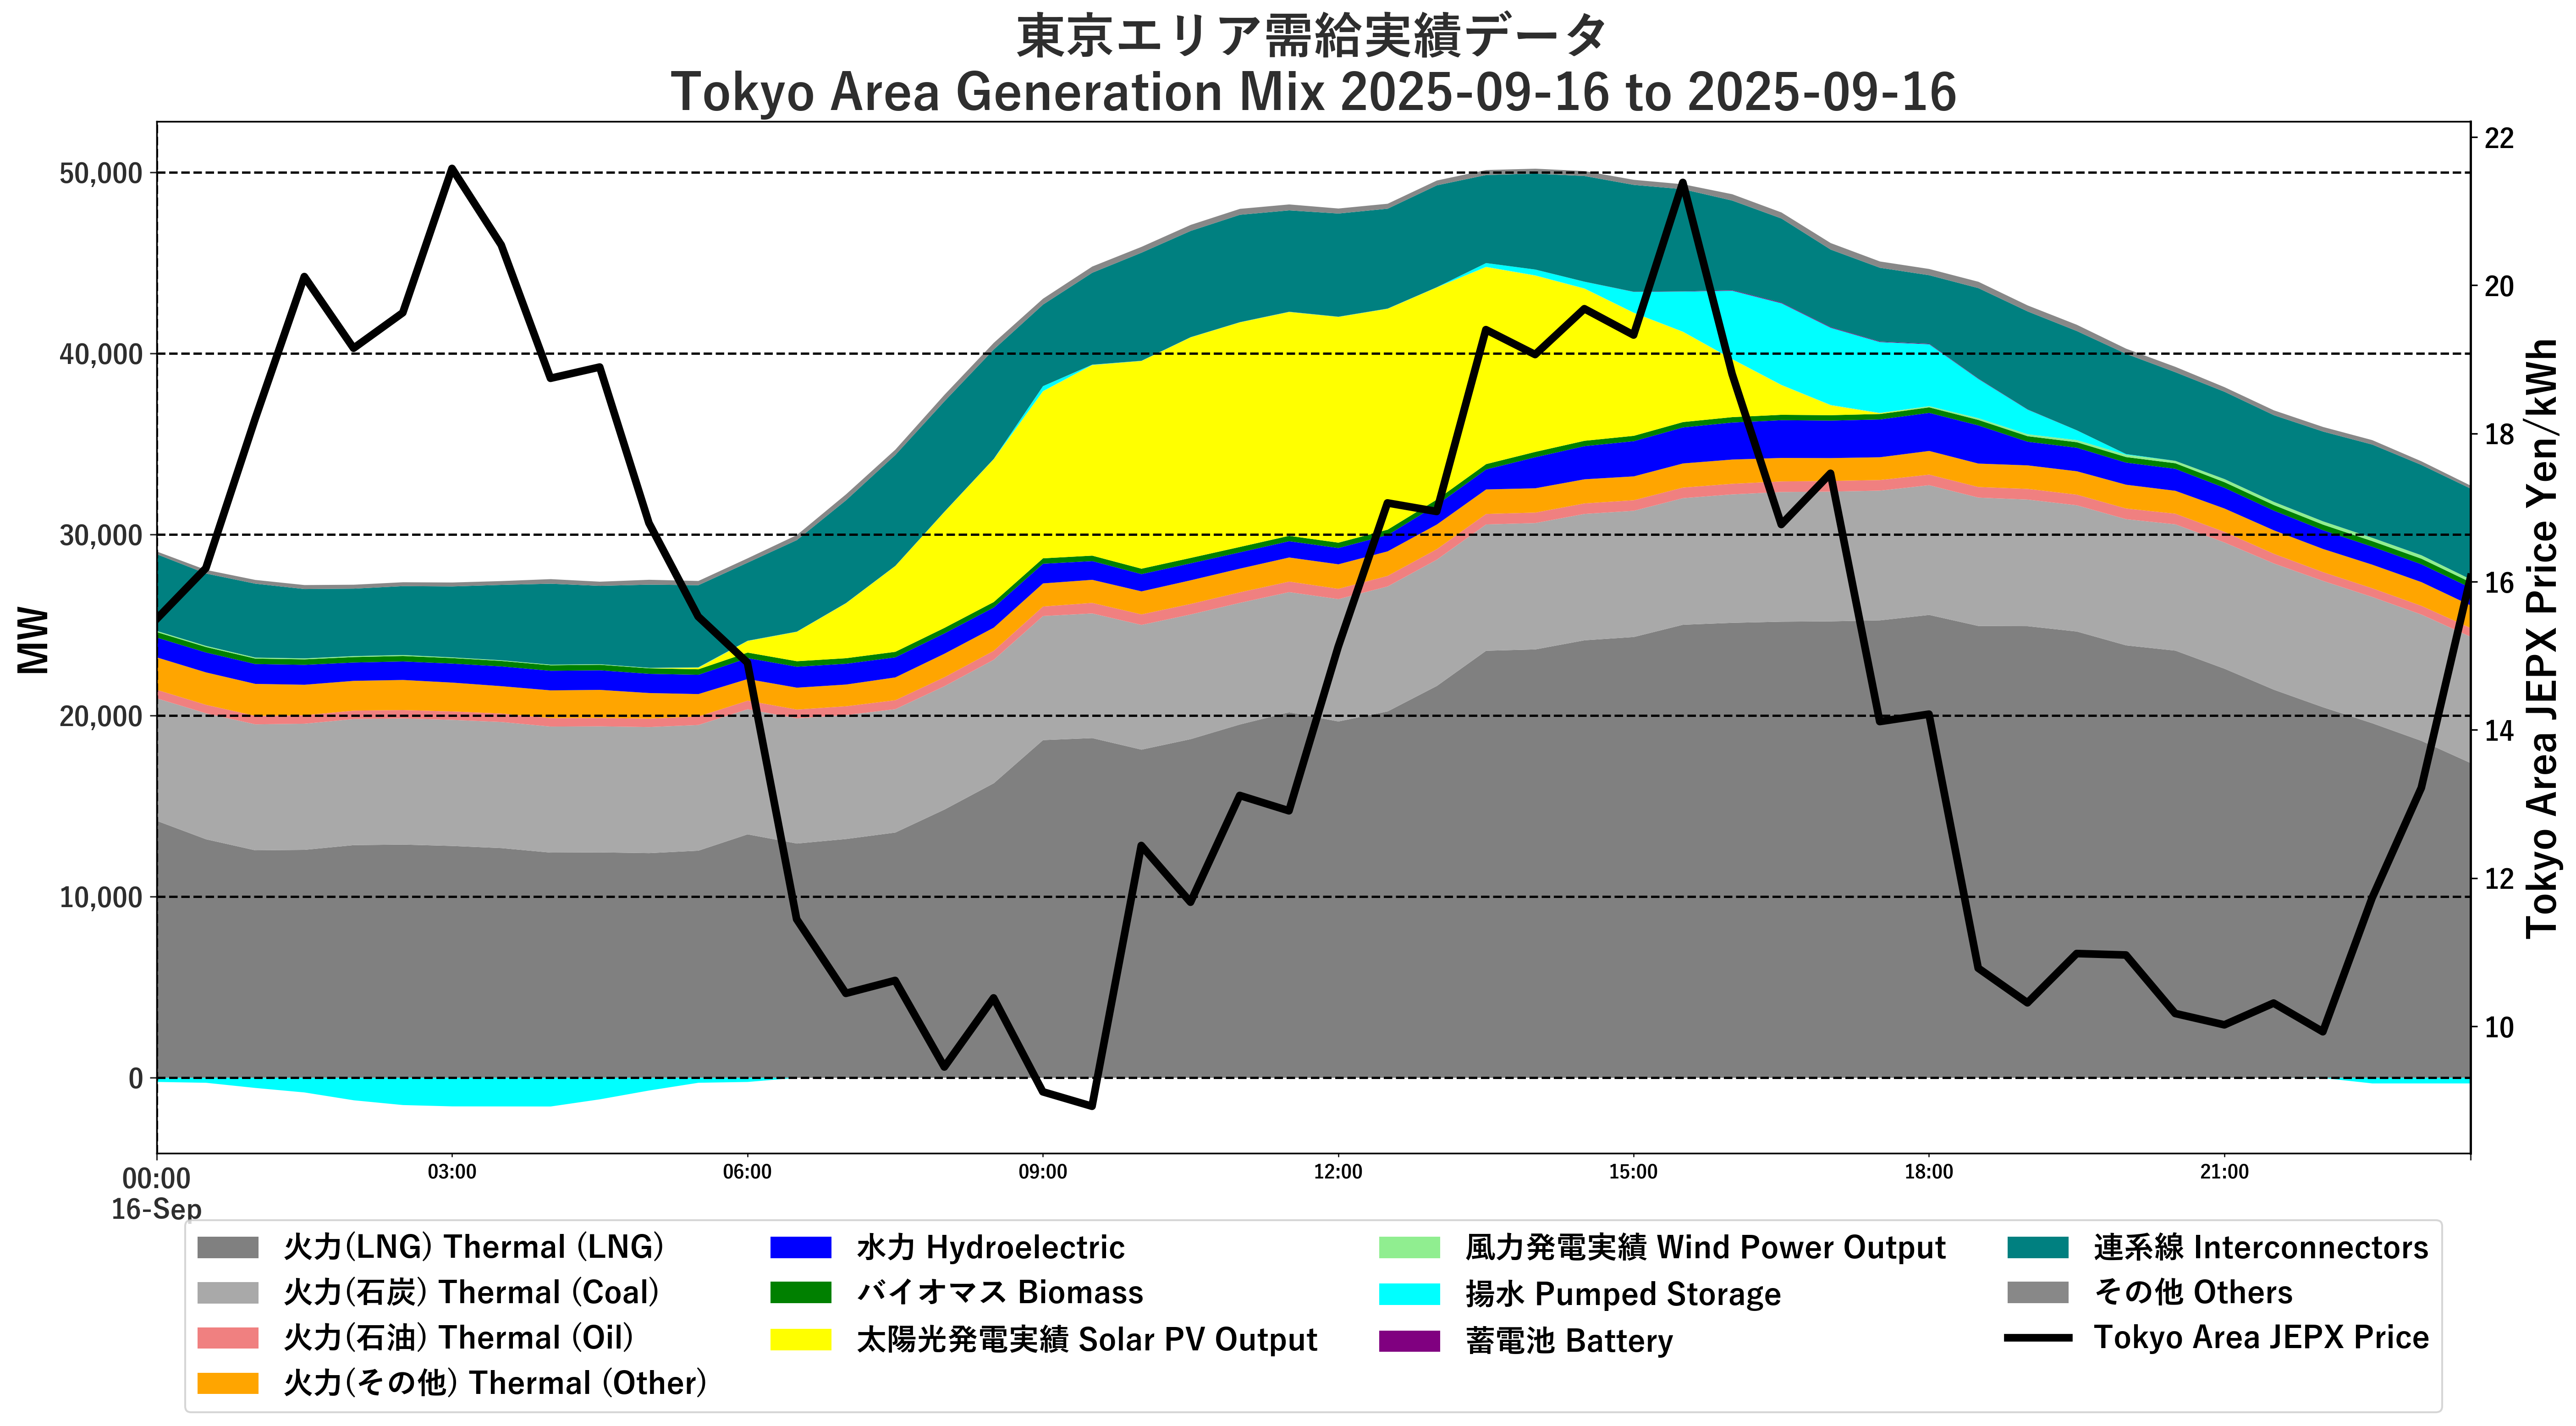 東京エリア需給実績データ
Tokyo Area Generation Mix 2025-09-16 to 2025-09-16
MW
50,000
40,000
30,000
20,000
10,000
0
22
20
18
16
14
12
10
Tokyo Area JEPX Price Yen/kWh
00:00
16-Sep
03:00
06:00
09:00
12:00
15:00
18:00
21:00
火力(LNG) Thermal (LNG)
火力(石炭) Thermal (Coal)
火力(石油) Thermal (Oil)
火力(その他) Thermal (Other)
水力 Hydroelectric
バイオマス Biomass
太陽光発電実績 Solar PV Output
風力発電実績 Wind Power Output
揚水 Pumped Storage
蓄電池 Battery
連系線 Interconnectors
その他 Others
Tokyo Area JEPX Price